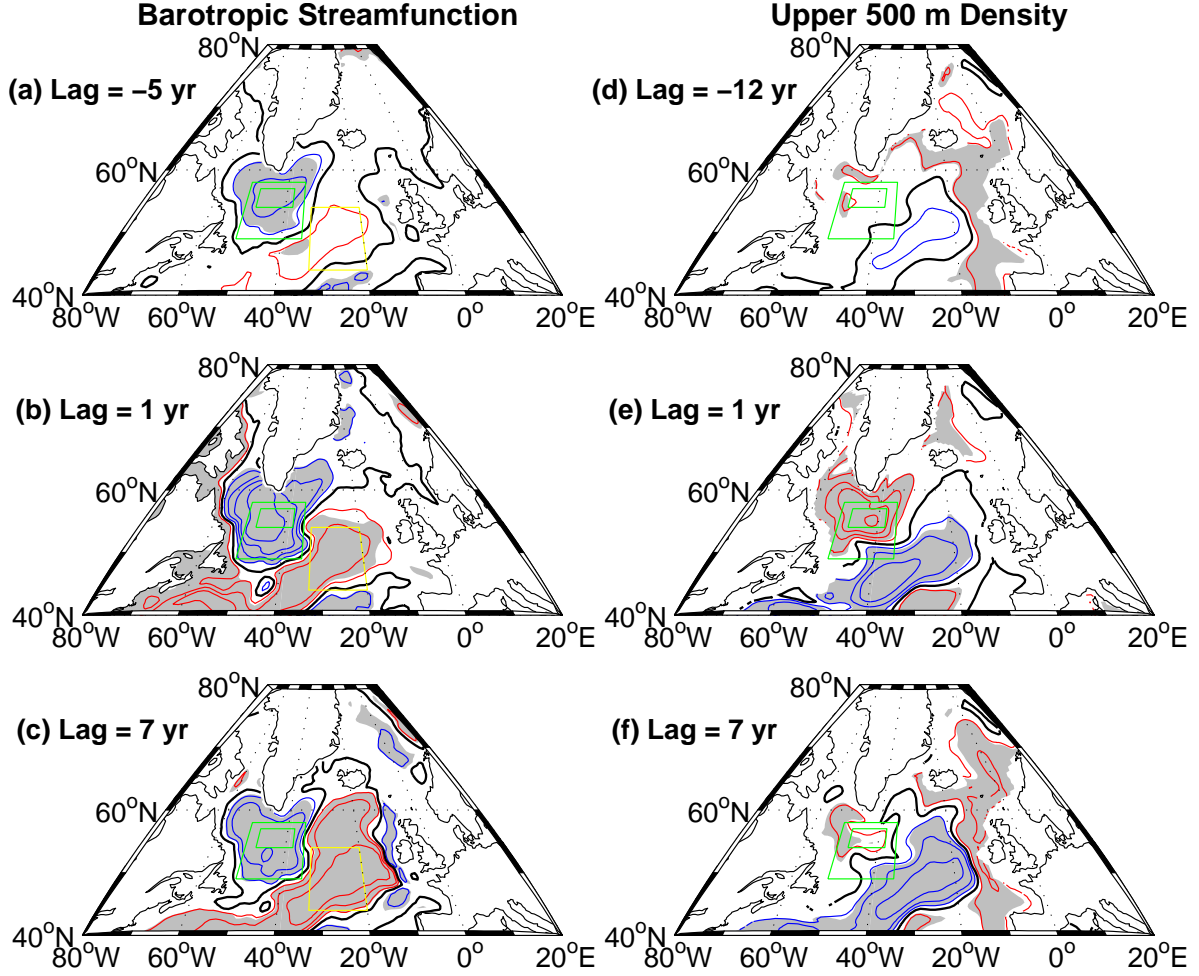 Barotropic Streamfunction
Upper 500 m Density
(a) Lag = −5 yr
80°N
60°N
40°N
80°W 60°W 40°W 20°W 0° 20°E
(d) Lag = −12 yr
80°N
60°N
40°N
80°W 60°W 40°W 20°W 0° 20°E
(b) Lag = 1 yr
80°N
60°N
40°N
80°W 60°W 40°W 20°W 0° 20°E
(e) Lag = 1 yr
80°N
60°N
40°N
80°W 60°W 40°W 20°W 0° 20°E
(c) Lag = 7 yr
80°N
60°N
40°N
80°W 60°W 40°W 20°W 0° 20°E
(f) Lag = 7 yr
80°N
60°N
40°N
80°W 60°W 40°W 20°W 0° 20°E